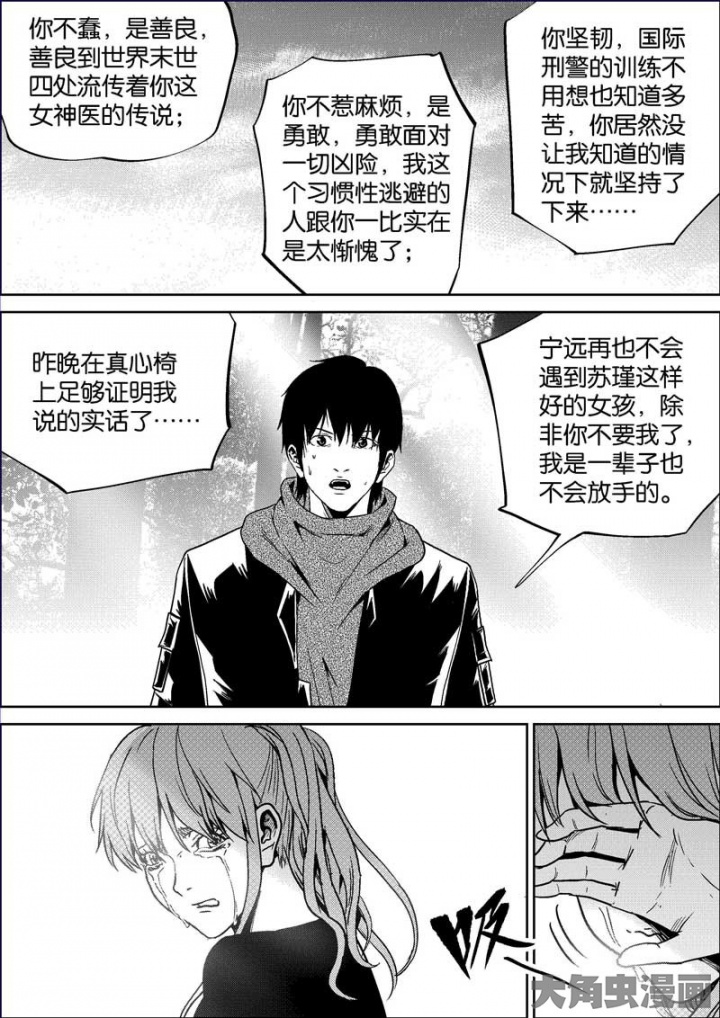 你不蠢，是善良，
善良到世界末世
四处流传着你这
女神医的传说；
你不惹麻烦，是
勇敢，勇敢面对
一切凶险，我这
个习惯性逃避的
人跟你一比实在
是太惭愧了；
你坚韧，国际
刑警的训练不
用想也知道多
苦，你居然没
让我知道的情
况下就坚持了
下来……
昨晚在真心椅
上足够证明我
说的实话了……
宁远再也不会
遇到苏瑾这样
好的女孩，除
非你不要我了，
我是一辈子也
不会放手的。
吸
大角虫漫画